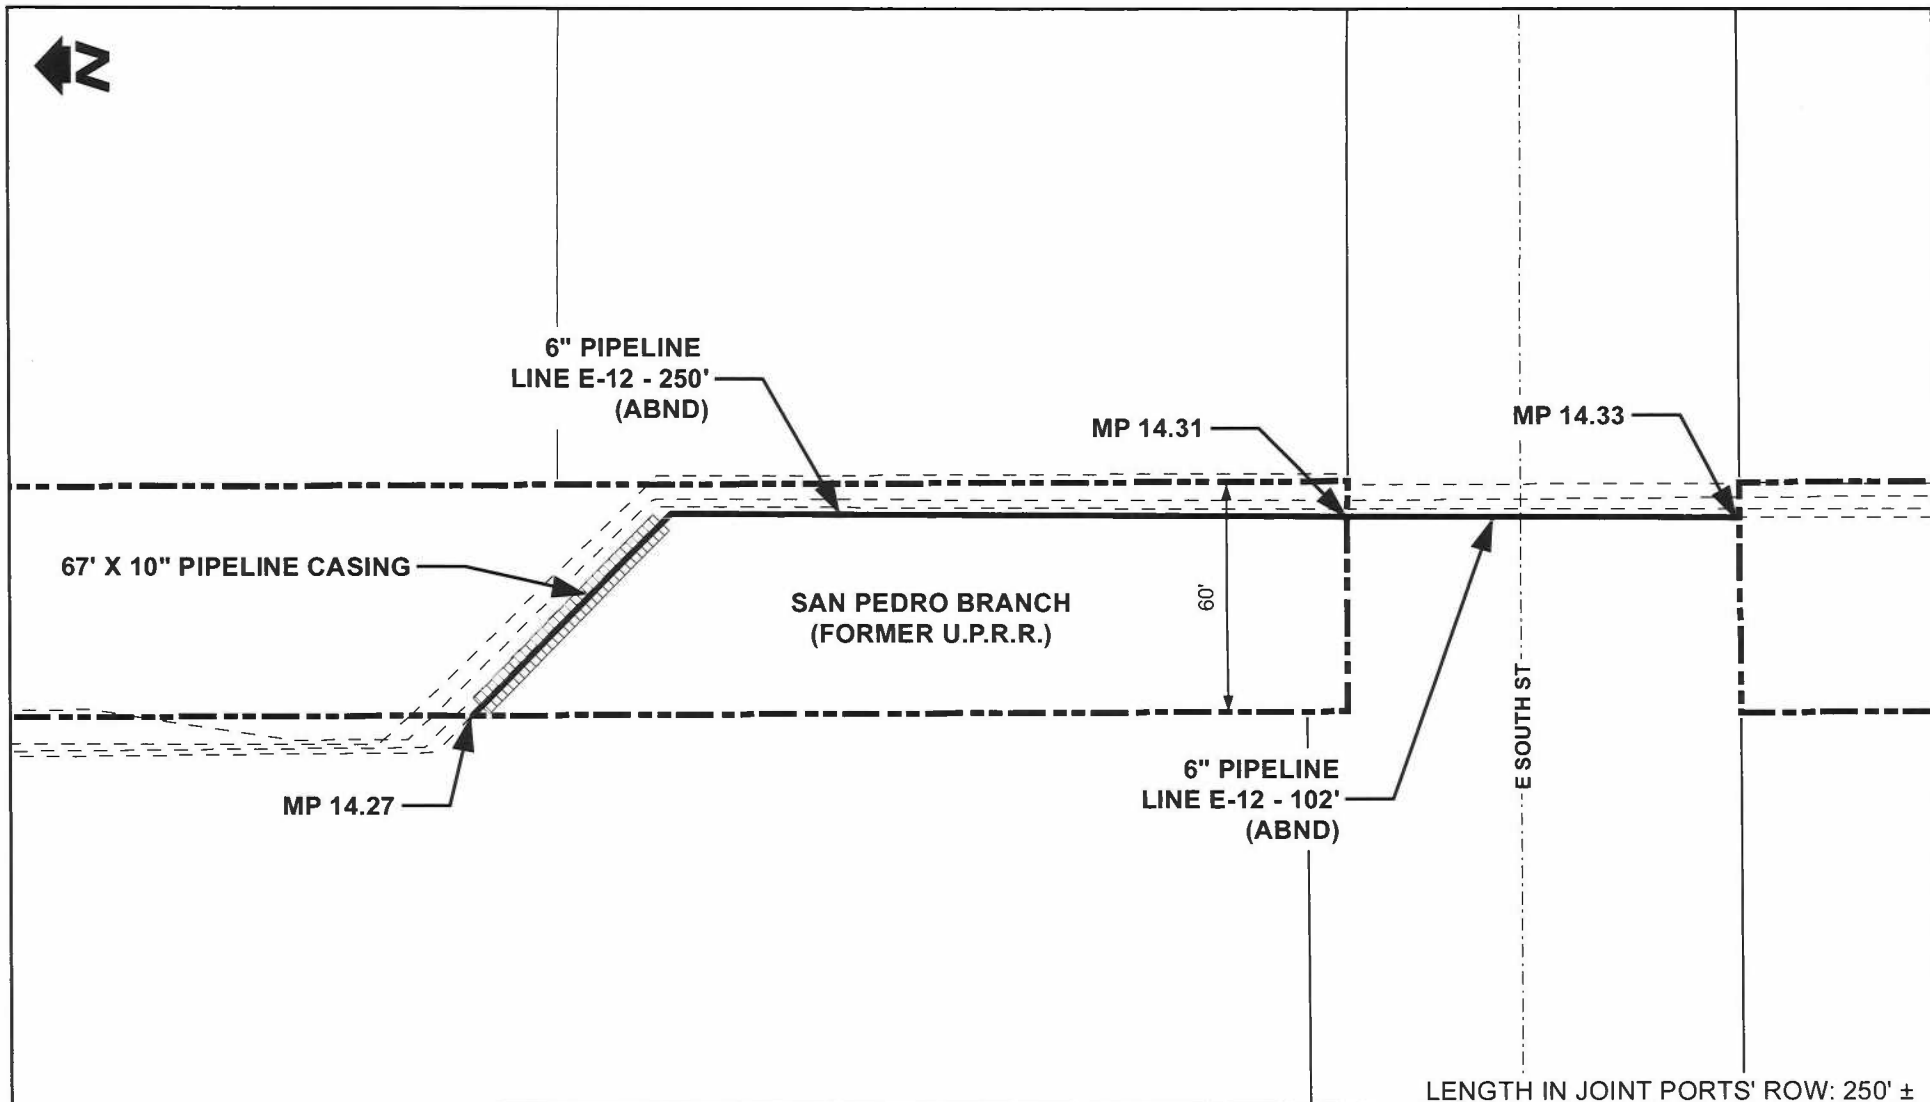 N
6" PIPELINE
LINE E-12 - 250'
(ABND)
MP 14.31
MP 14.33
67' X 10" PIPELINE CASING
SAN PEDRO BRANCH
(FORMER U.P.R.R.)
60'
E SOUTH ST
6" PIPELINE
LINE E-12 - 102'
(ABND)
MP 14.27
LENGTH IN JOINT PORTS' ROW: 250' ±